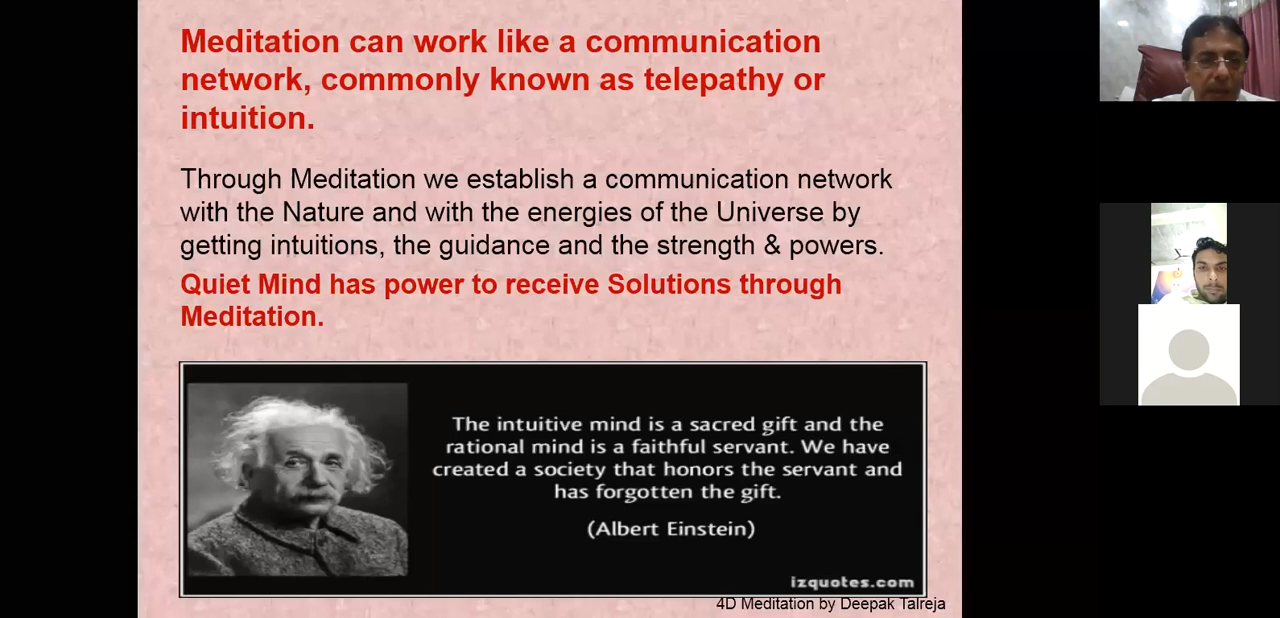 Meditation can work like a communication
network, commonly known as telepathy or
intuition.
Through Meditation we establish a communication network
with the Nature and with the energies of the Universe by
getting intuitions, the guidance and the strength & powers.
Quiet Mind has power to receive Solutions through
Meditation.
The intuitive mind is a sacred gift and the
rational mind is a faithful servant. We have
created a society that honors the servant and
has forgotten the gift.
(Albert Einstein)
izquotes.com
4D Meditation by Deepak Talreja